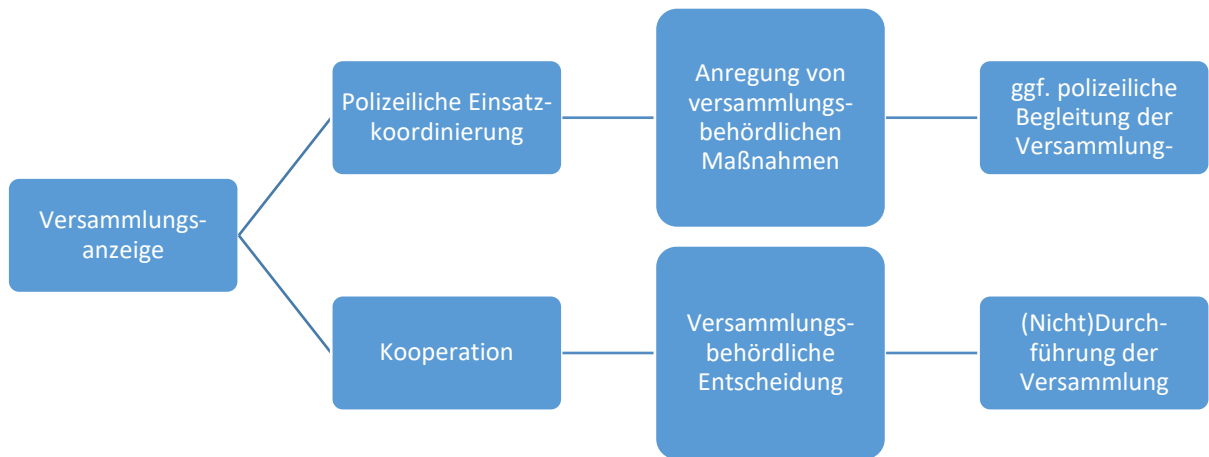 Versammlungs-
anzeige
Polizeiliche Einsatz-
koordinierung
Anregung von
versammlungs-
behördlichen
Maßnahmen
ggf. polizeiliche
Begleitung der
Versammlung-
Kooperation
Versammlungs-
behördliche
Entscheidung
(Nicht)Durch-
führung der
Versammlung